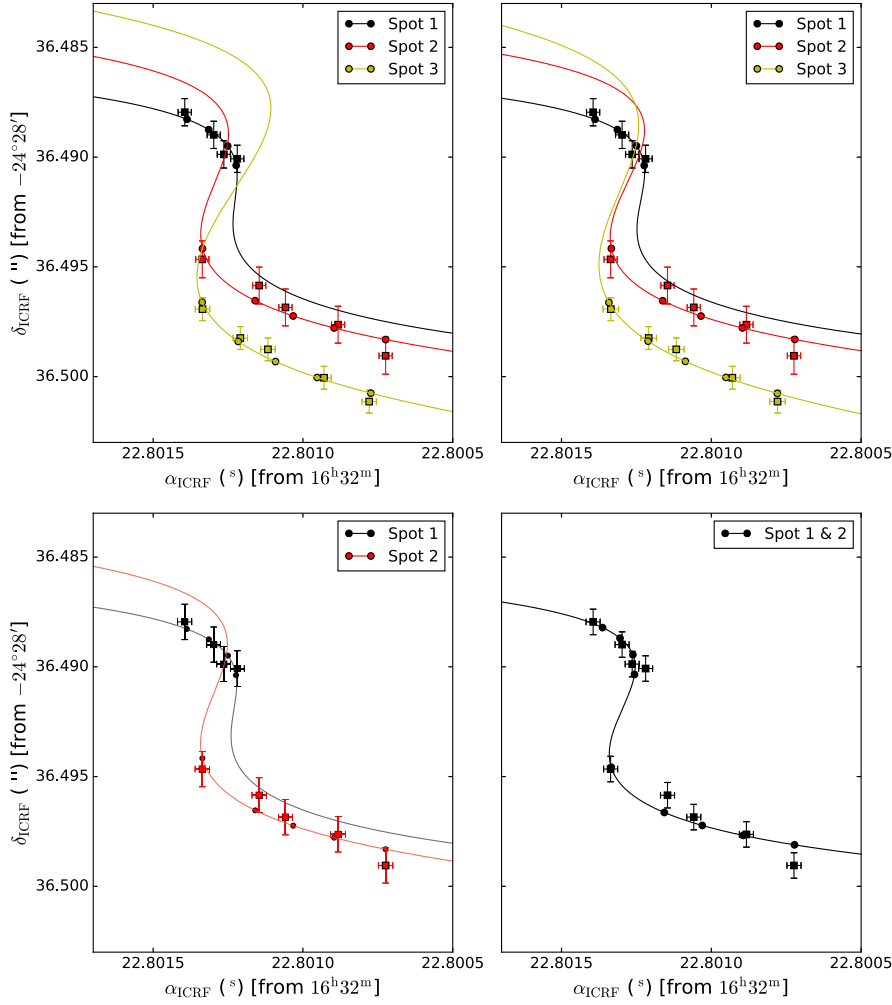 Spot 1
Spot 2
Spot 3
36.485
36.490
36.495
36.500
δICRF ( ") [from −24°28′]
22.8015 22.8010 22.8005
αICRF ( s) [from 16h32m]
Spot 1
Spot 2
Spot 3
22.8015 22.8010 22.8005
αICRF ( s) [from 16h32m]
Spot 1
Spot 2
36.485
36.490
36.495
36.500
δICRF ( ") [from −24°28′]
22.8015 22.8010 22.8005
αICRF ( s) [from 16h32m]
Spot 1 & 2
22.8015 22.8010 22.8005
αICRF ( s) [from 16h32m]